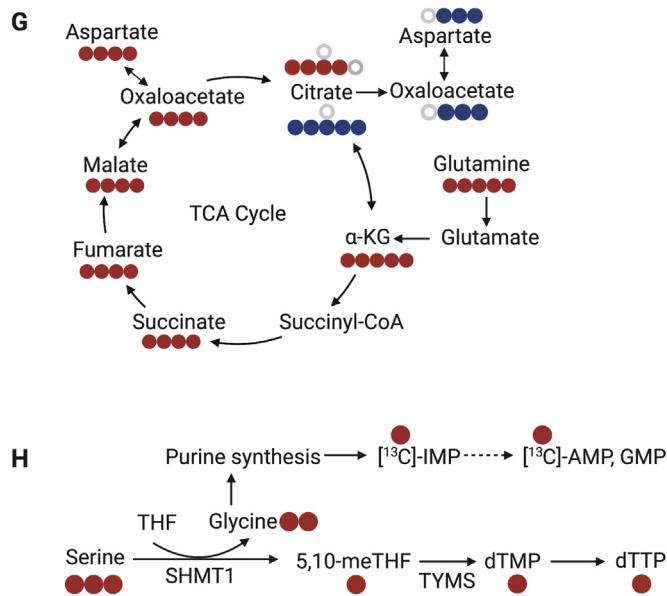 G
Aspartate
Aspartate
Oxaloacetate
Citrate
Oxaloacetate
Malate
Glutamine
TCA Cycle
α-KG
Glutamate
Fumarate
Succinate
Succinyl-CoA
H
Purine synthesis
[¹³C]-IMP
[¹³C]-AMP, GMP
THF
Glycine
Serine
SHMT1
5,10-meTHF
TYMS
dTMP
dTTP